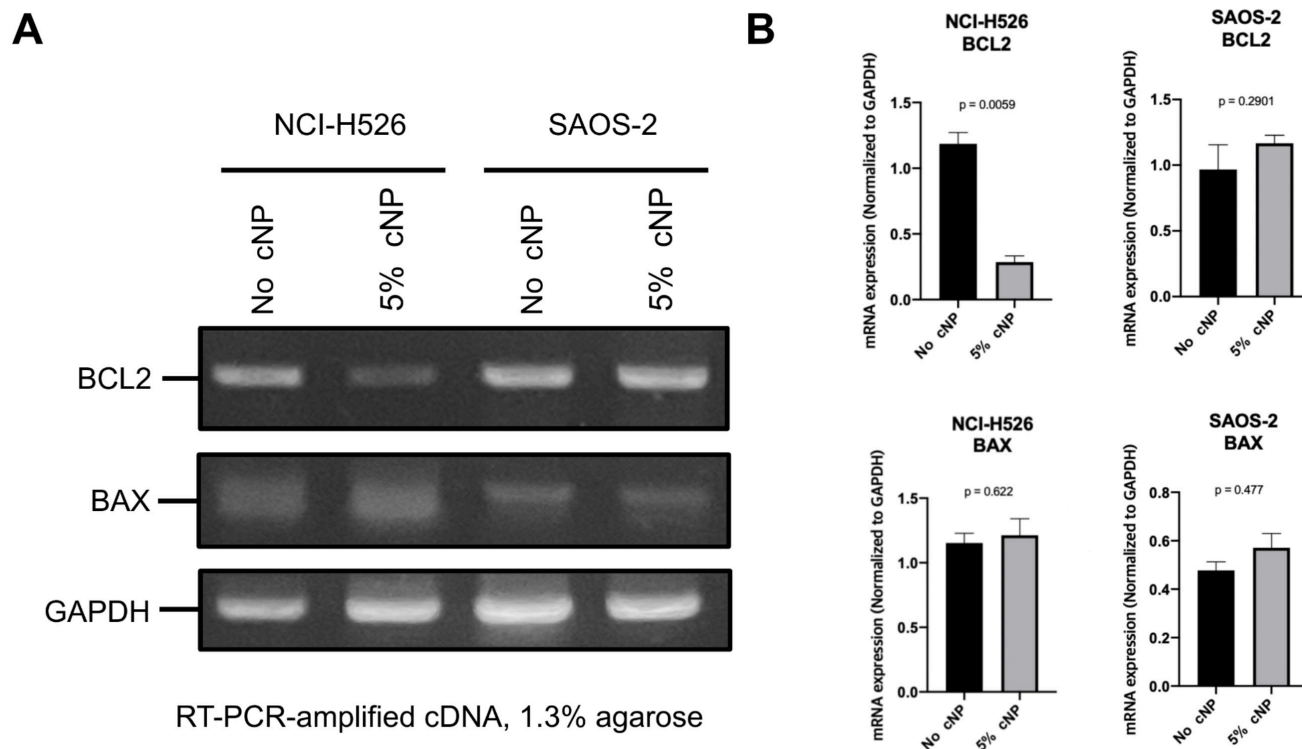 A
NCI-H526
SAOS-2
No cNP
5% cNP
No cNP
5% cNP
BCL2
BAX
GAPDH
RT-PCR-amplified cDNA, 1.3% agarose
B
NCI-H526
BCL2
mRNA expression (Normalized to GAPDH)
p = 0.0059
1.5
1.0
0.5
0.0
No cNP
5% cNP
SAOS-2
BCL2
mRNA expression (Normalized to GAPDH)
p = 0.2901
1.5
1.0
0.5
0.0
No cNP
5% cNP
NCI-H526
BAX
mRNA expression (Normalized to GAPDH)
p = 0.622
1.5
1.0
0.5
0.0
No cNP
5% cNP
SAOS-2
BAX
mRNA expression (Normalized to GAPDH)
p = 0.477
0.8
0.6
0.4
0.2
0.0
No cNP
5% cNP